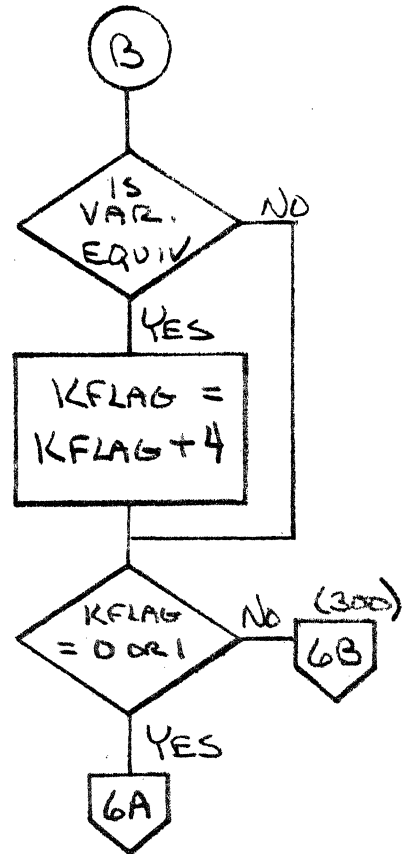 B
IS
VAR.
EQUIV
NO
YES
KFLAG =
KFLAG + 4
KFLAG
= 0 OR 1
NO
(300)
6B
YES
6A